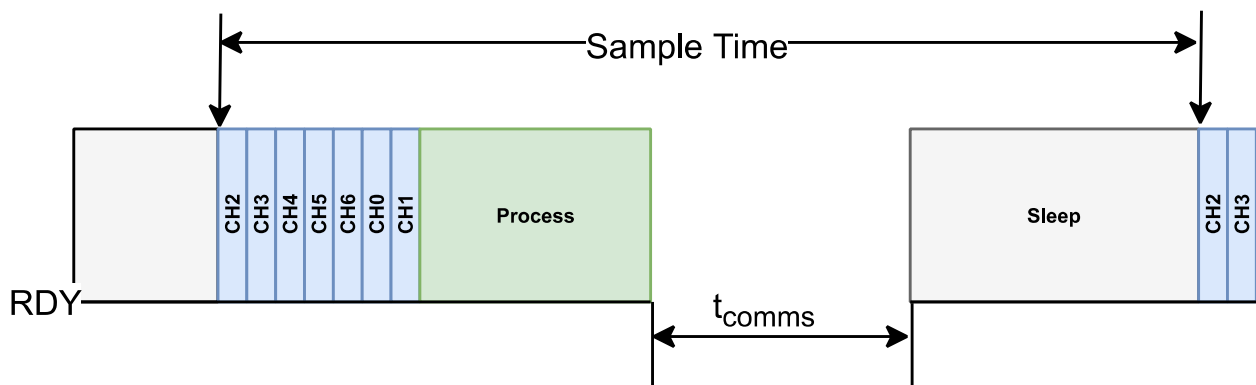 Sample Time
CH2
CH3
CH4
CH5
CH6
CH0
CH1
Process
Sleep
CH2
CH3
RDY
tcomms